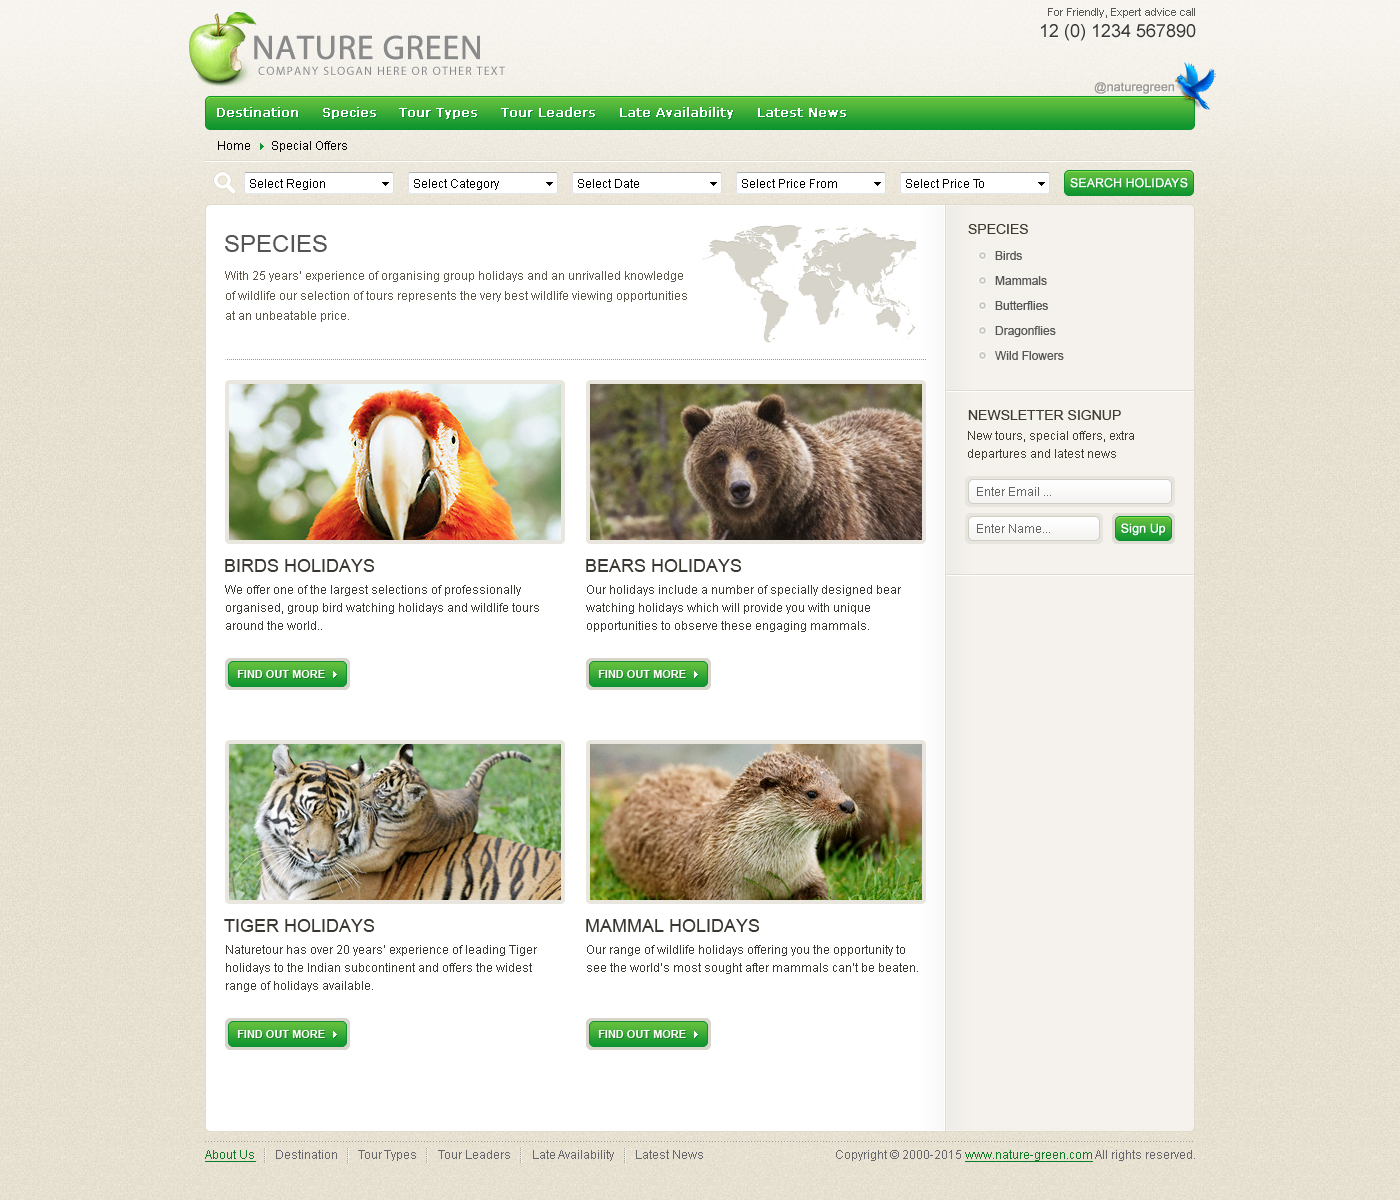 NATURE GREEN
COMPANY SLOGAN HERE OR OTHER TEXT
For Friendly, Expert advice call
12 (0) 1234 567890
@naturegreen
Destination Species Tour Types Tour Leaders Late Availability Latest News
Home Special Offers
Select Region Select Category Select Date Select Price From Select Price To SEARCH HOLIDAYS
SPECIES
With 25 years' experience of organising group holidays and an unrivalled knowledge
of wildlife our selection of tours represents the very best wildlife viewing opportunities
at an unbeatable price.
BIRDS HOLIDAYS
We offer one of the largest selections of professionally
organised, group bird watching holidays and wildlife tours
around the world..
FIND OUT MORE
BEARS HOLIDAYS
Our holidays include a number of specially designed bear
watching holidays which will provide you with unique
opportunities to observe these engaging mammals.
FIND OUT MORE
TIGER HOLIDAYS
Naturetour has over 20 years' experience of leading Tiger
holidays to the Indian subcontinent and offers the widest
range of holidays available.
FIND OUT MORE
MAMMAL HOLIDAYS
Our range of wildlife holidays offering you the opportunity to
see the world's most sought after mammals can't be beaten.
FIND OUT MORE
SPECIES
Birds
Mammals
Butterflies
Dragonflies
Wild Flowers
NEWSLETTER SIGNUP
New tours, special offers, extra
departures and latest news
Enter Email ...
Enter Name... Sign Up
About Us Destination Tour Types Tour Leaders Late Availability Latest News
Copyright © 2000-2015 www.nature-green.com All rights reserved.